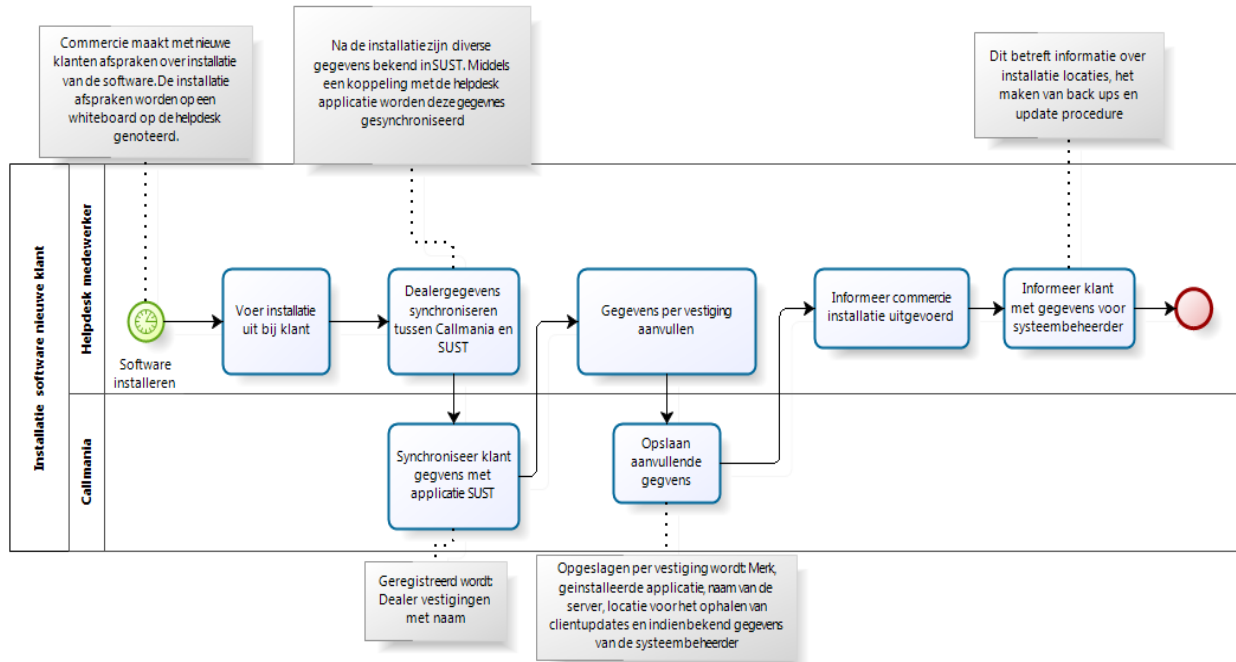 Commercie maakt met nieuwe
klanten afspraken over installatie
van de software. De installatie
afspraken worden op een
whiteboard op de helpdesk
genoteerd.
Na de installatie zijn diverse
gegevens bekend in SUST. Middels
een koppeling met de helpdesk
applicatie worden deze gegevnes
gesynchroniseerd
Dit betreft informatie over
installatie locaties, het
maken van back ups en
update procedure
Installatie software nieuwe klant
Helpdesk medewerker
Software
installeren
Voer installatie
uit bij klant
Dealergegevens
synchroniseren
tussen Callmania en
SUST
Gegevens per vestiging
aanvullen
Informeer commercie
installatie uitgevoerd
Informeer klant
met gegevens voor
systeembeheerder
Callmania
Synchroniseer klant
gegvens met
applicatie SUST
Opslaan
aanvullende
gegvens
Geregistreerd wordt:
Dealer vestigingen
met naam
Opgeslagen per vestiging wordt: Merk,
geinstalleerde applicatie, naam van de
server, locatie voor het ophalen van
clientupdates en indien bekend gegevens
van de systeembeheerder